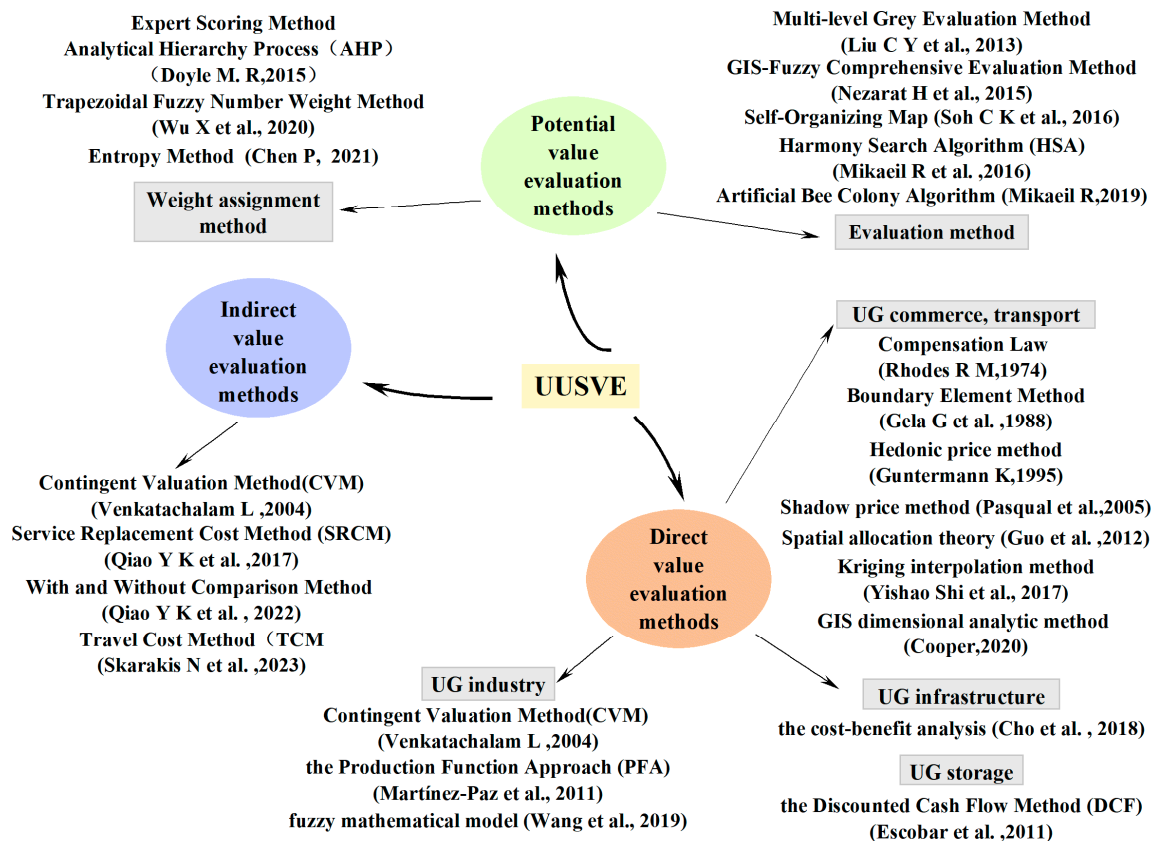 Expert Scoring Method
Analytical Hierarchy Process（AHP）
（Doyle M. R,2015）
Trapezoidal Fuzzy Number Weight Method
(Wu X et al., 2020)
Entropy Method (Chen P, 2021)
Weight assignment
method
Potential
value
evaluation
methods
Multi-level Grey Evaluation Method
(Liu C Y et al., 2013)
GIS-Fuzzy Comprehensive Evaluation Method
(Nezarat H et al., 2015)
Self-Organizing Map (Soh C K et al., 2016)
Harmony Search Algorithm (HSA)
(Mikaeil R et al. ,2016)
Artificial Bee Colony Algorithm (Mikaeil R,2019)
Evaluation method
Indirect
value
evaluation
methods
UUSVE
UG commerce, transport
Compensation Law
(Rhodes R M,1974)
Boundary Element Method
(Gcla G et al. ,1988)
Hedonic price method
(Guntermann K,1995)
Shadow price method (Pasqual et al.,2005)
Spatial allocation theory (Guo et al. ,2012)
Kriging interpolation method
(Yishao Shi et al., 2017)
GIS dimensional analytic method
(Cooper,2020)
Contingent Valuation Method(CVM)
(Venkatachalam L ,2004)
Service Replacement Cost Method (SRCM)
(Qiao Y K et al. ,2017)
With and Without Comparison Method
(Qiao Y K et al. , 2022)
Travel Cost Method（TCM
(Skarakis N et al. ,2023)
Direct
value
evaluation
methods
UG industry
Contingent Valuation Method(CVM)
(Venkatachalam L ,2004)
the Production Function Approach (PFA)
(Martínez-Paz et al., 2011)
fuzzy mathematical model (Wang et al., 2019)
UG infrastructure
the cost-benefit analysis (Cho et al. , 2018)
UG storage
the Discounted Cash Flow Method (DCF)
(Escobar et al. ,2011)